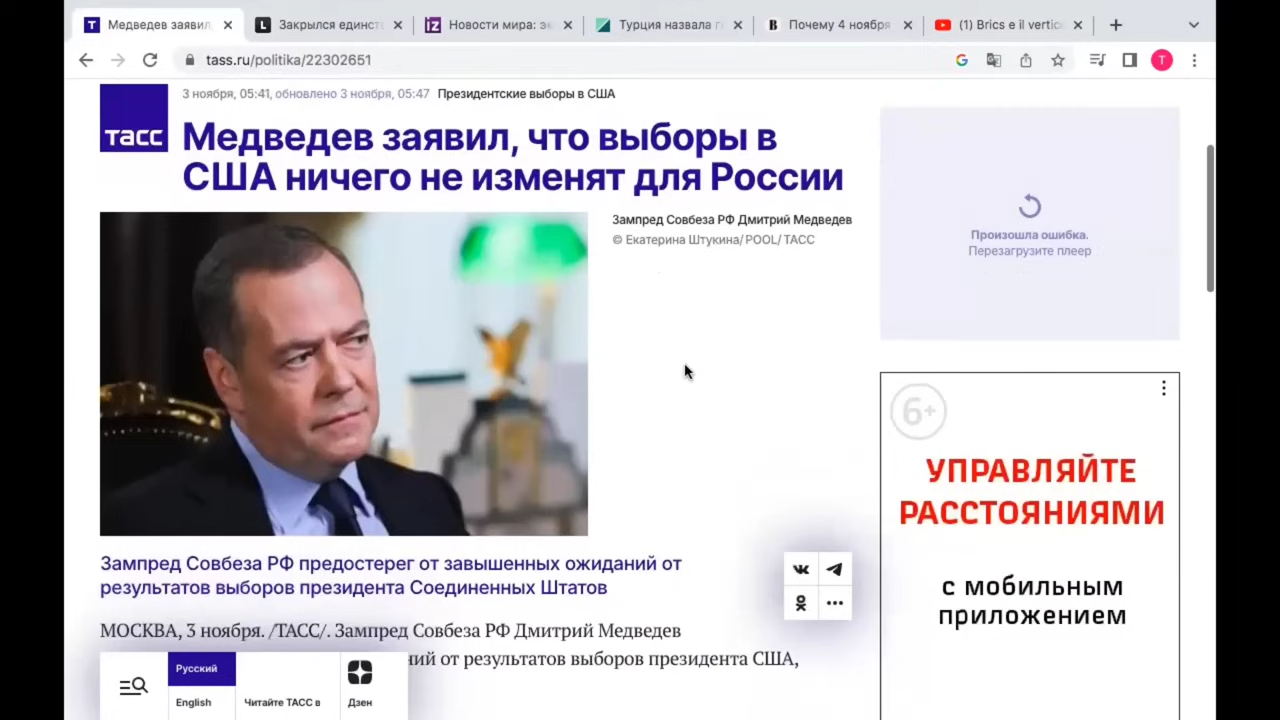 Медведев заявил,
Закрылся единст
Новости мира: эк
Турция назвала г
Почему 4 ноября
(1) Brics e il vertic
tass.ru/politika/22302651
3 ноября, 05:41, обновлено 3 ноября, 05:47 Президентские выборы в США
ТАСС
Медведев заявил, что выборы в
США ничего не изменят для России
Зампред Совбеза РФ Дмитрий Медведев
© Екатерина Штукина/ POOL/ ТАСС
Произошла ошибка.
Перезагрузите плеер
6+
УПРАВЛЯЙТЕ
РАССТОЯНИЯМИ
с мобильным
приложением
Зампред Совбеза РФ предостерег от завышенных ожиданий от
результатов выборов президента Соединенных Штатов
МОСКВА, 3 ноября. /ТАСС/. Зампред Совбеза РФ Дмитрий Медведев
от результатов выборов президента США,
Русский
English
Читайте ТАСС в
Дзен